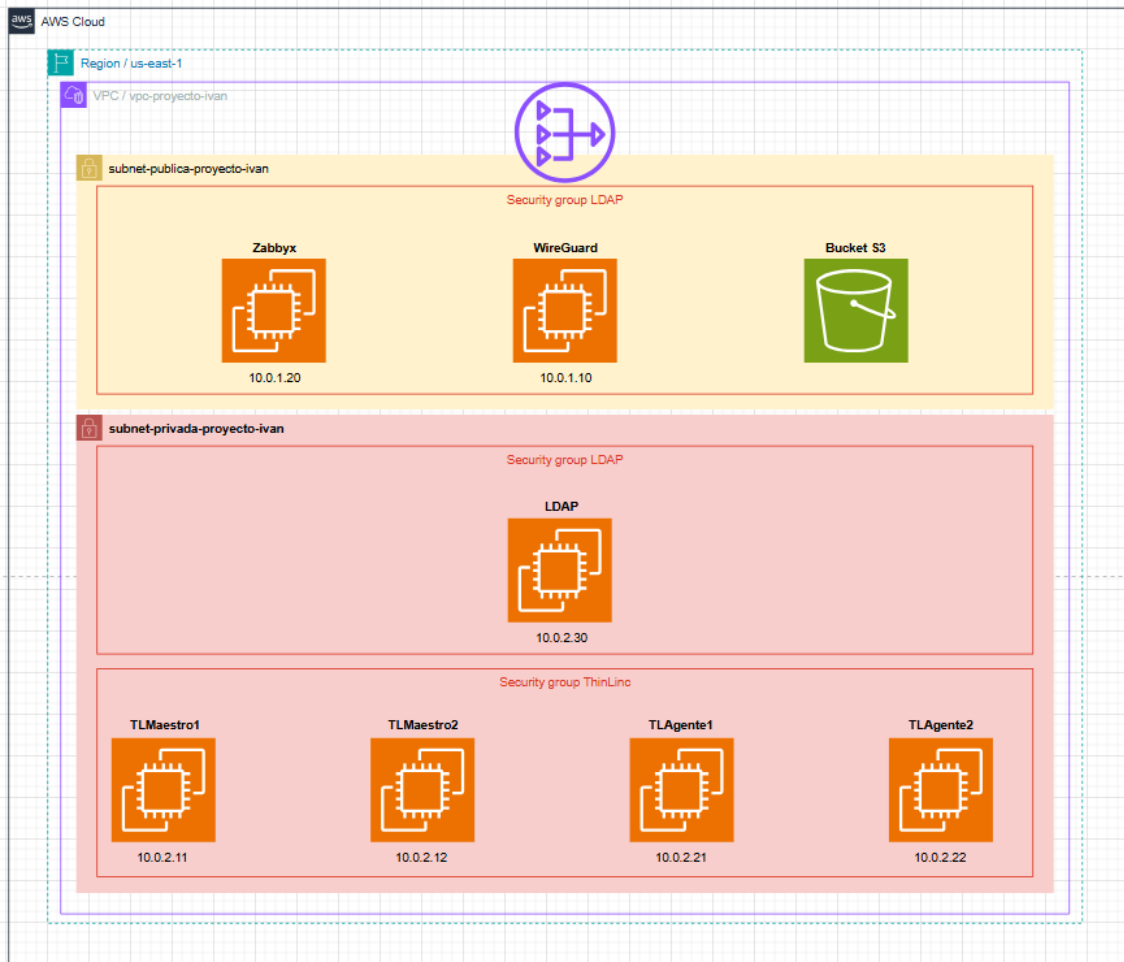 aws AWS Cloud
Region / us-east-1
VPC / vpc-proyecto-ivan
subnet-publica-proyecto-ivan
Security group LDAP
Zabbyx WireGuard Bucket S3
10.0.1.20 10.0.1.10
subnet-privada-proyecto-ivan
Security group LDAP
LDAP
10.0.2.30
Security group ThinLinc
TLMaestro1 TLMaestro2 TLAgente1 TLAgente2
10.0.2.11 10.0.2.12 10.0.2.21 10.0.2.22